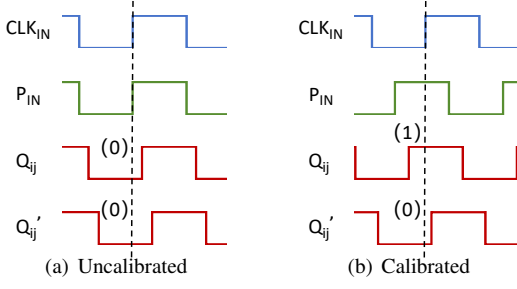 CLK_IN
P_IN
Q_ij
(0)
Q_ij'
(0)
(a) Uncalibrated
CLK_IN
P_IN
Q_ij
(1)
Q_ij'
(0)
(b) Calibrated